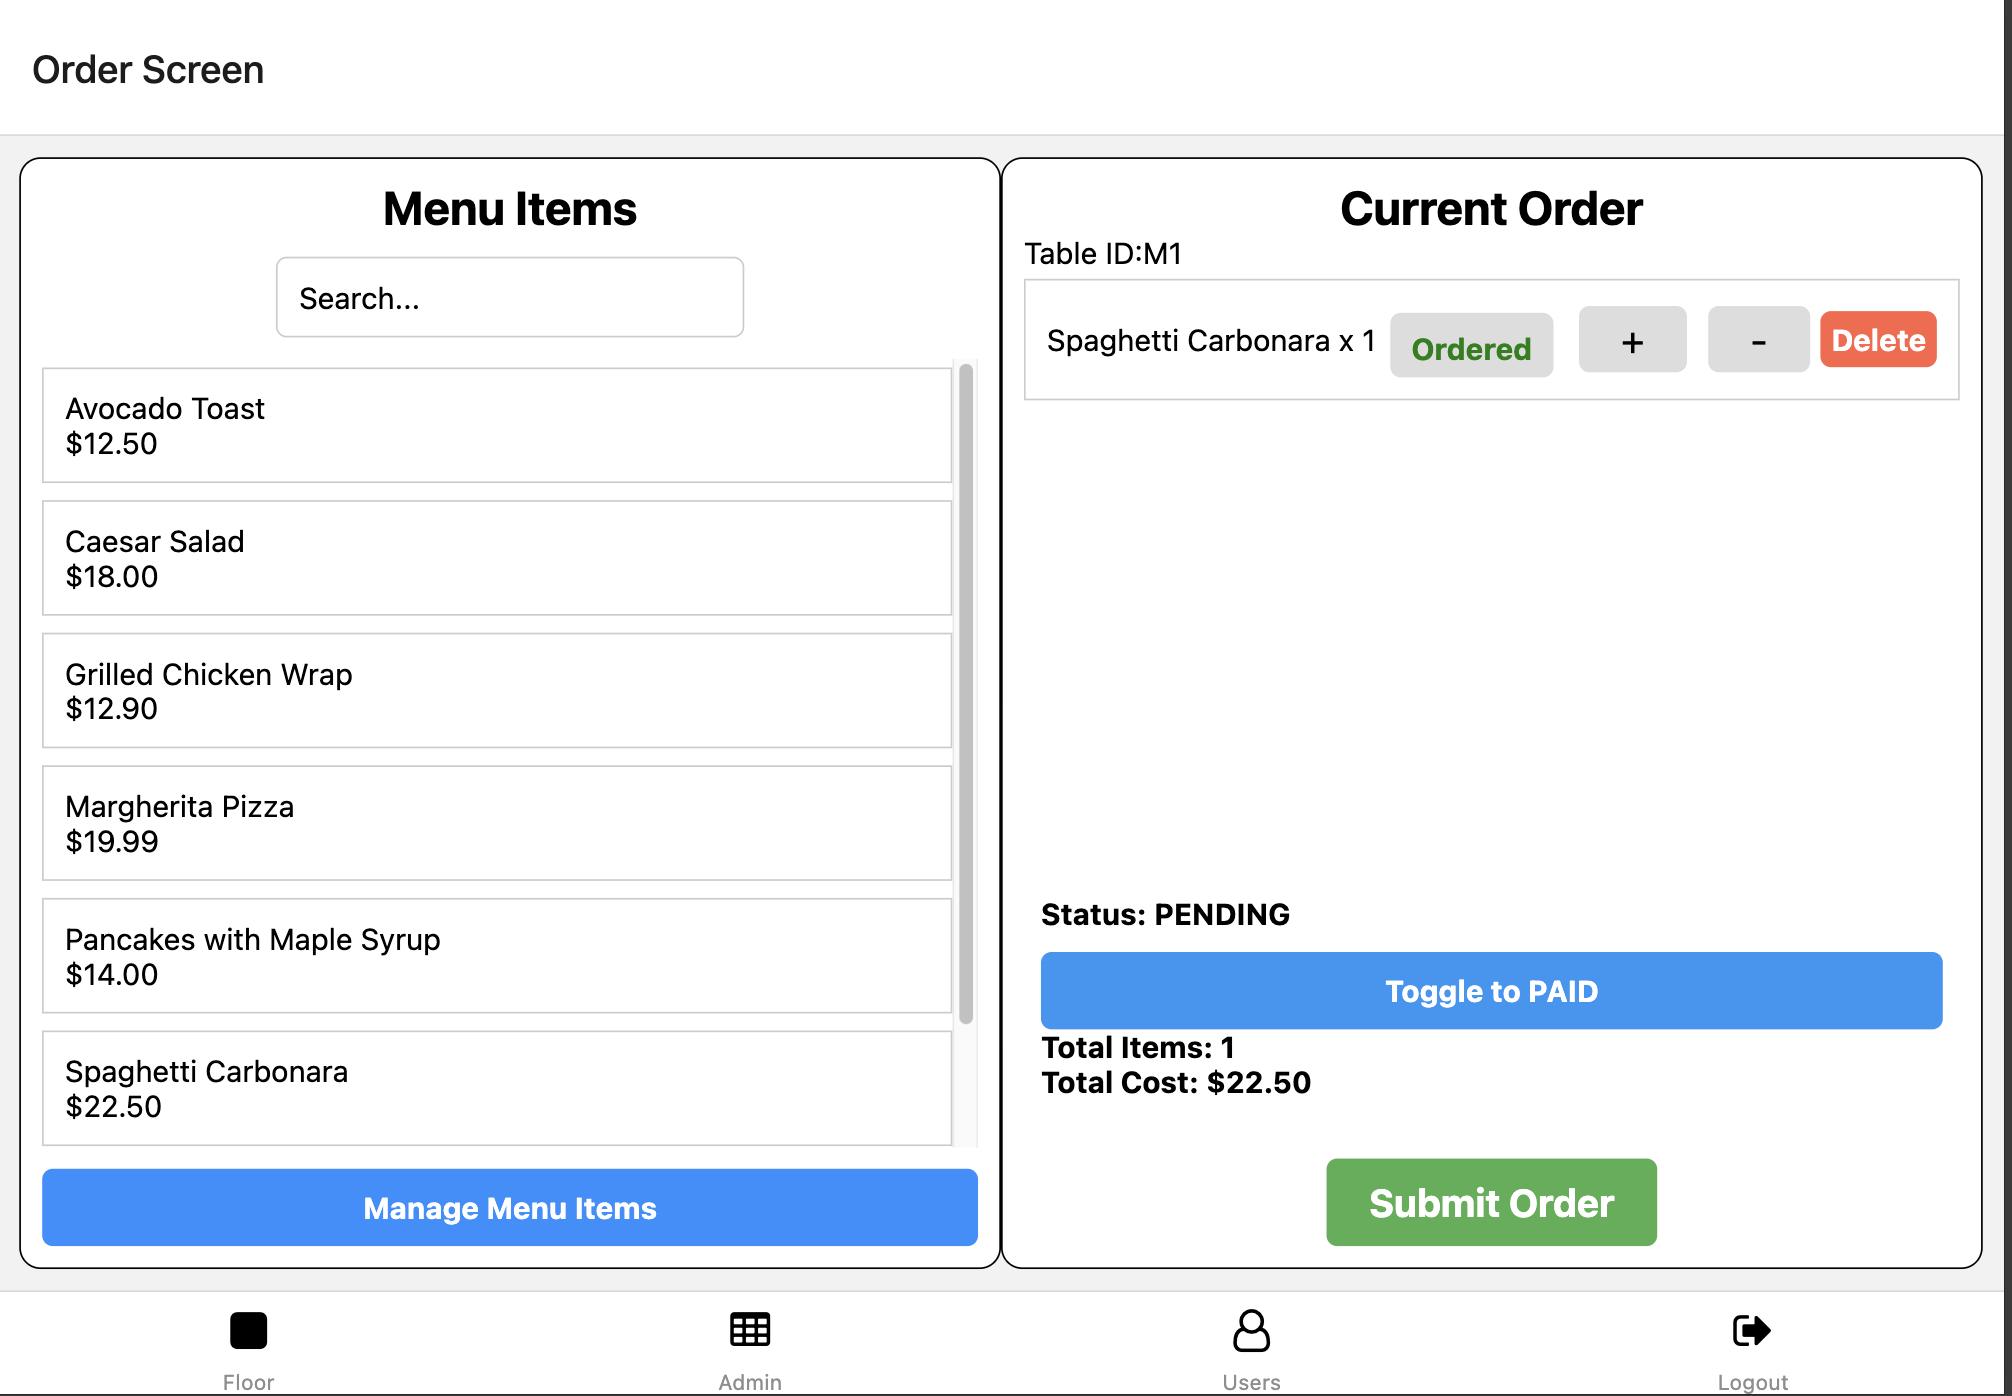 Order Screen
Menu Items
Search...
Avocado Toast
$12.50
Caesar Salad
$18.00
Grilled Chicken Wrap
$12.90
Margherita Pizza
$19.99
Pancakes with Maple Syrup
$14.00
Spaghetti Carbonara
$22.50
Manage Menu Items
Current Order
Table ID:M1
Spaghetti Carbonara x 1 Ordered + - Delete
Status: PENDING
Toggle to PAID
Total Items: 1
Total Cost: $22.50
Submit Order
Floor Admin Users Logout